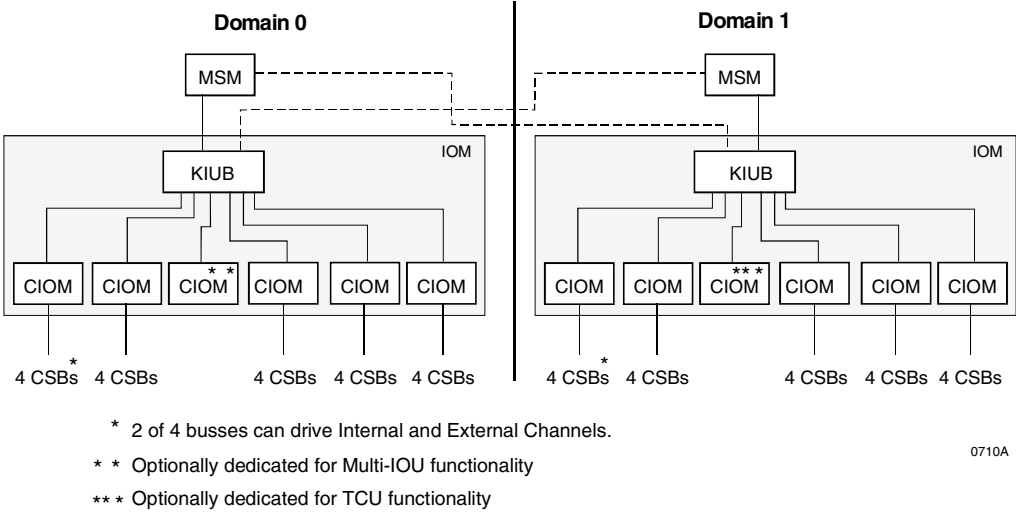 Domain 0 Domain 1
MSM MSM
IOM IOM
KIUB KIUB
* * *** 
CIOM CIOM CIOM CIOM CIOM CIOM CIOM CIOM CIOM CIOM CIOM CIOM
* *
4 CSBs 4 CSBs 4 CSBs 4 CSBs 4 CSBs 4 CSBs 4 CSBs 4 CSBs 4 CSBs 4 CSBs
* 2 of 4 busses can drive Internal and External Channels.
0710A
* * Optionally dedicated for Multi-IOU functionality
** * Optionally dedicated for TCU functionality